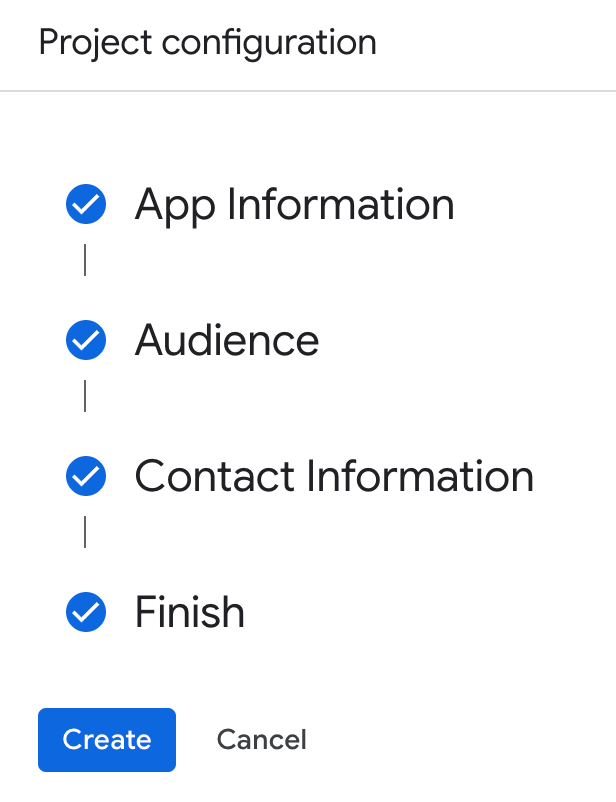 Project configuration
App Information
Audience
Contact Information
Finish
Create Cancel